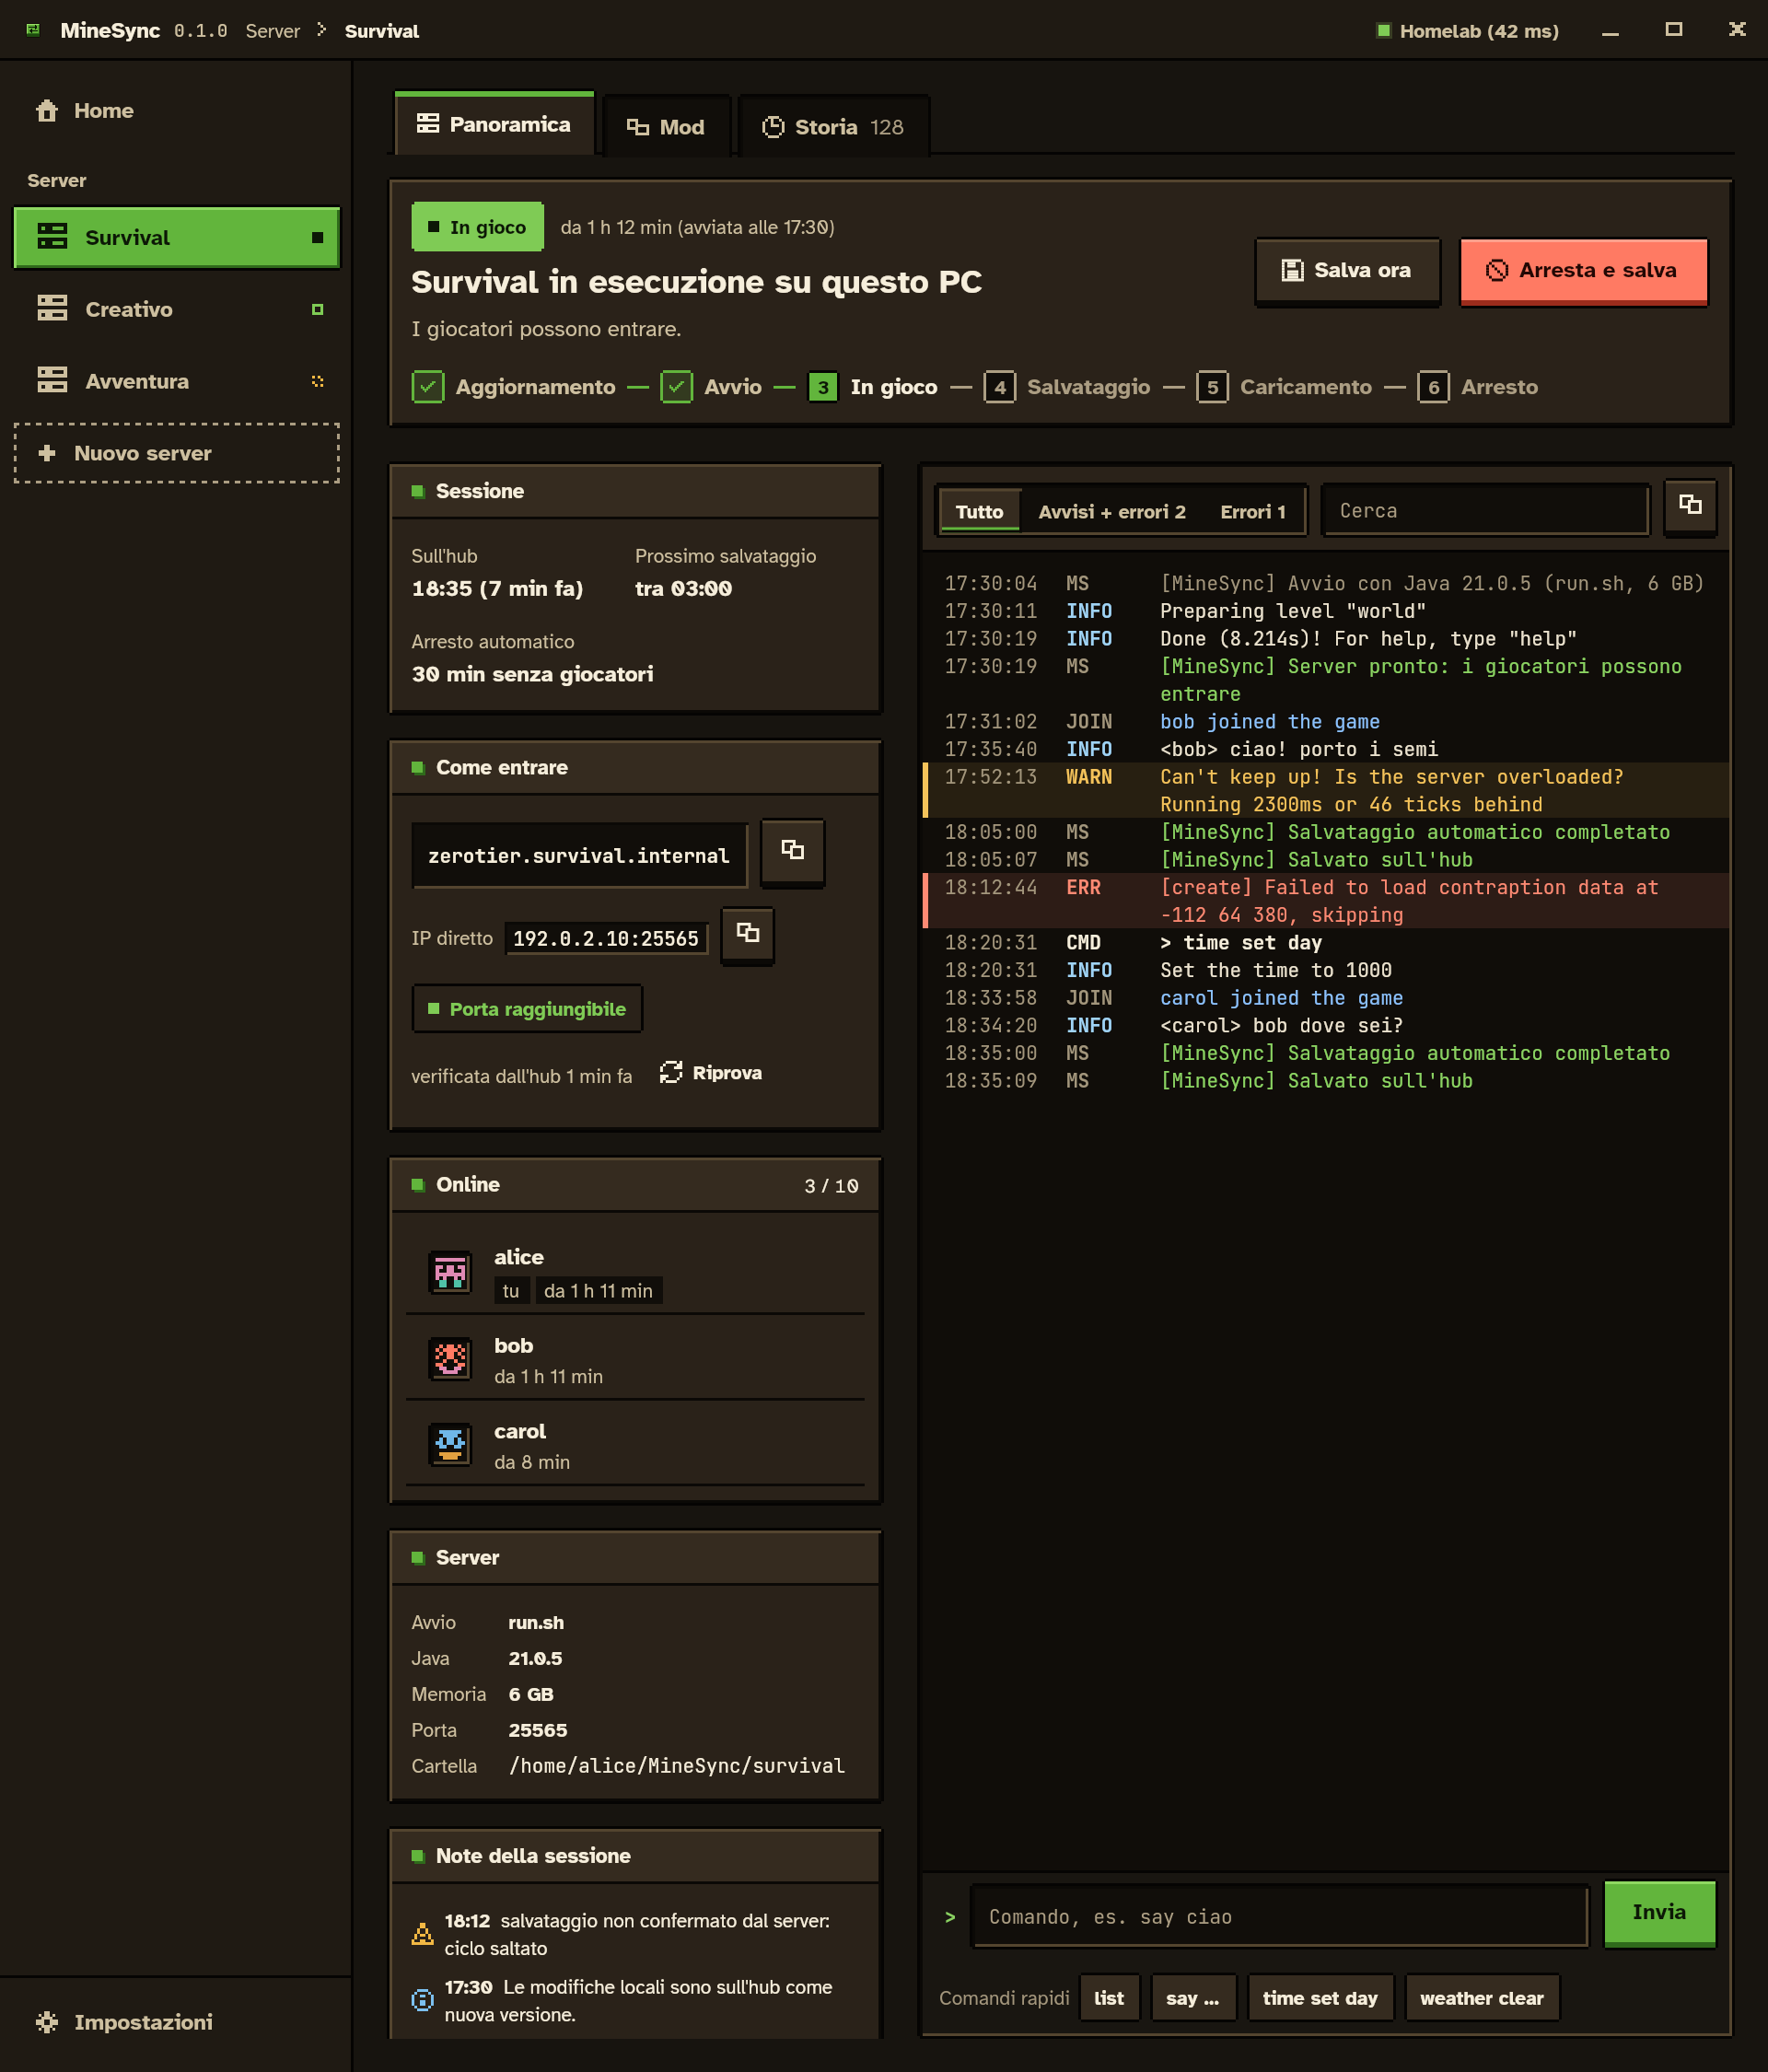 MineSync 0.1.0 Server > Survival
Homelab (42 ms)
Home
Server
Survival
Creativo
Avventura
Nuovo server
Impostazioni
Panoramica
Mod
Storia 128
In gioco da 1 h 12 min (avviata alle 17:30)
Survival in esecuzione su questo PC
I giocatori possono entrare.
Salva ora
Arresta e salva
Aggiornamento
Avvio
3 In gioco
4 Salvataggio
5 Caricamento
6 Arresto
Sessione
Sull'hub
18:35 (7 min fa)
Prossimo salvataggio
tra 03:00
Arresto automatico
30 min senza giocatori
Come entrare
zerotier.survival.internal
IP diretto 192.0.2.10:25565
Porta raggiungibile
verificata dall'hub 1 min fa Riprova
Online 3 / 10
alice
tu da 1 h 11 min
bob
da 1 h 11 min
carol
da 8 min
Server
Avvio run.sh
Java 21.0.5
Memoria 6 GB
Porta 25565
Cartella /home/alice/MineSync/survival
Note della sessione
18:12 salvataggio non confermato dal server:
ciclo saltato
17:30 Le modifiche locali sono sull'hub come
nuova versione.
Tutto
Avvisi + errori 2
Errori 1
Cerca
17:30:04 MS [MineSync] Avvio con Java 21.0.5 (run.sh, 6 GB)
17:30:11 INFO Preparing level "world"
17:30:19 INFO Done (8.214s)! For help, type "help"
17:30:19 MS [MineSync] Server pronto: i giocatori possono
entrare
17:31:02 JOIN bob joined the game
17:35:40 INFO <bob> ciao! porto i semi
17:52:13 WARN Can't keep up! Is the server overloaded?
Running 2300ms or 46 ticks behind
18:05:00 MS [MineSync] Salvataggio automatico completato
18:05:07 MS [MineSync] Salvato sull'hub
18:12:44 ERR [create] Failed to load contraption data at
-112 64 380, skipping
18:20:31 CMD > time set day
18:20:31 INFO Set the time to 1000
18:33:58 JOIN carol joined the game
18:34:20 INFO <carol> bob dove sei?
18:35:00 MS [MineSync] Salvataggio automatico completato
18:35:09 MS [MineSync] Salvato sull'hub
> Comando, es. say ciao
Invia
Comandi rapidi
list
say ...
time set day
weather clear